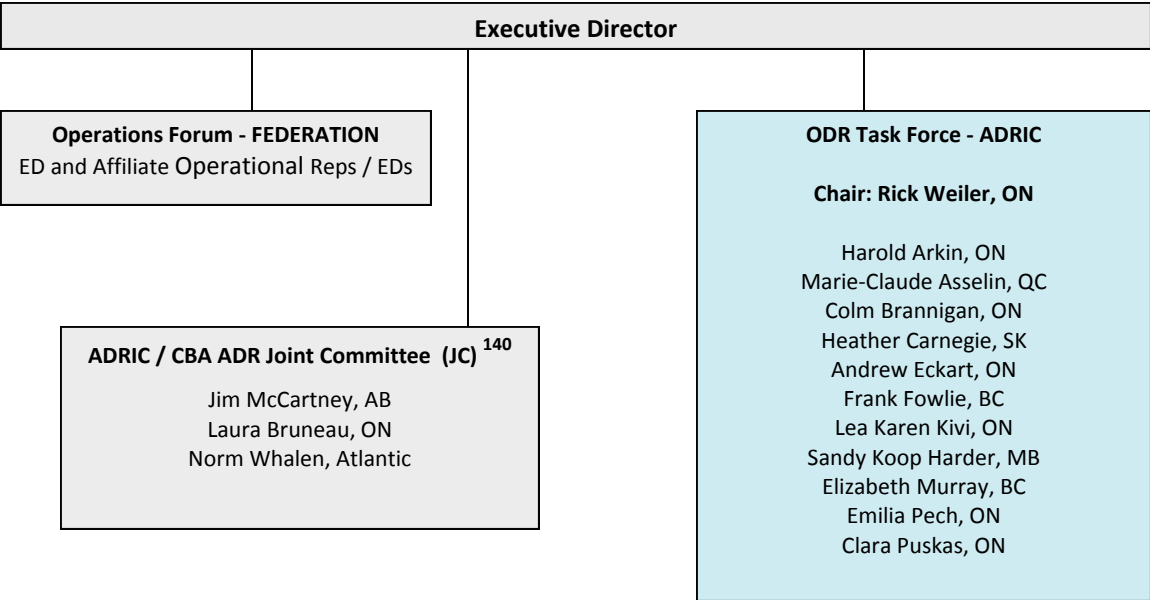 Executive Director
Operations Forum - FEDERATION
ED and Affiliate Operational Reps / EDs
ADRIC / CBA ADR Joint Committee (JC) 140
Jim McCartney, AB
Laura Bruneau, ON
Norm Whalen, Atlantic
ODR Task Force - ADRIC
Chair: Rick Weiler, ON
Harold Arkin, ON
Marie-Claude Asselin, QC
Colm Brannigan, ON
Heather Carnegie, SK
Andrew Eckart, ON
Frank Fowlie, BC
Lea Karen Kivi, ON
Sandy Koop Harder, MB
Elizabeth Murray, BC
Emilia Pech, ON
Clara Puskas, ON